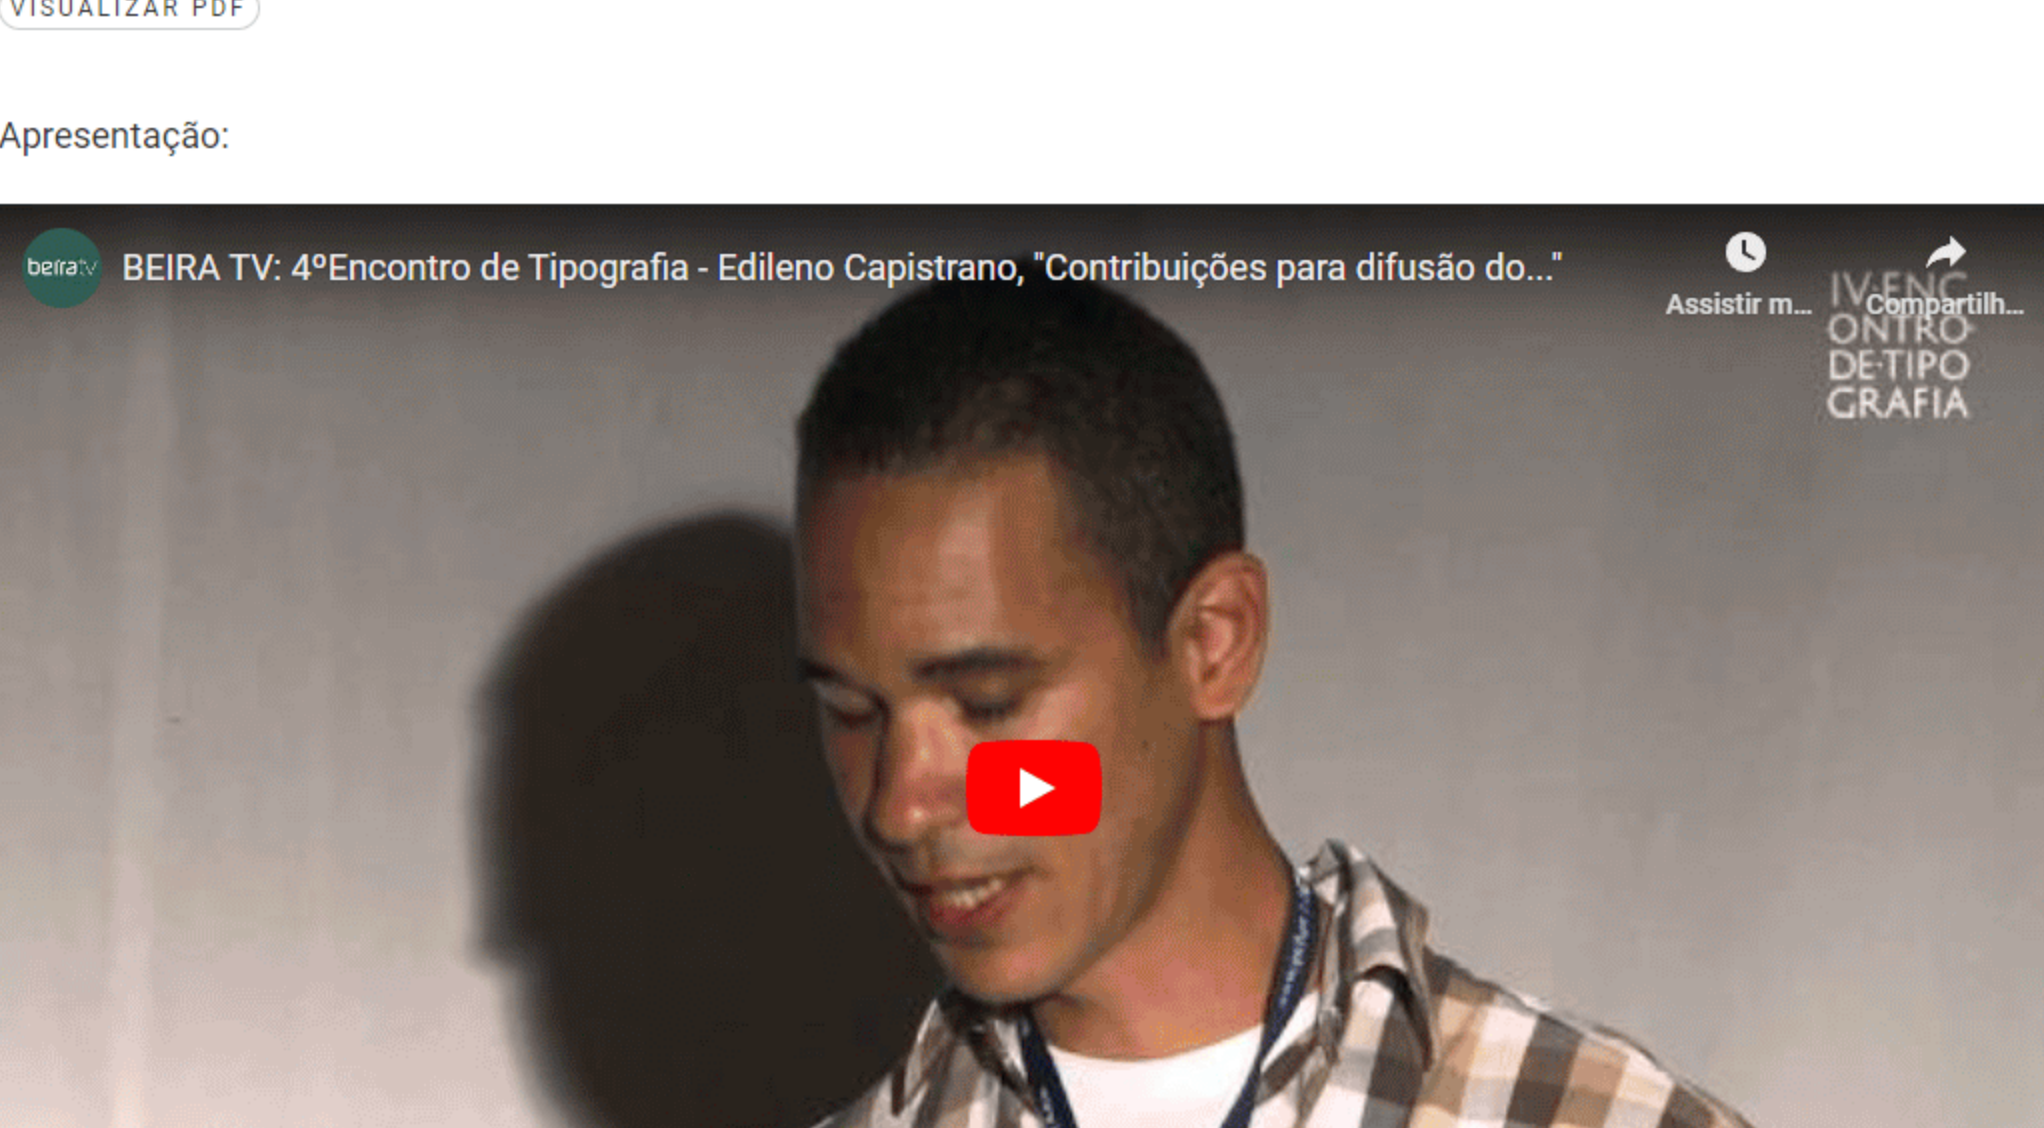 VISUALIZAR PDF
Apresentação:
beiratv
BEIRA TV: 4ºEncontro de Tipografia - Edileno Capistrano, "Contribuições para difusão do..."
Assistir m...
Compartilh...
IV·ENC
ONTRO
DE·TIPO
GRAFIA